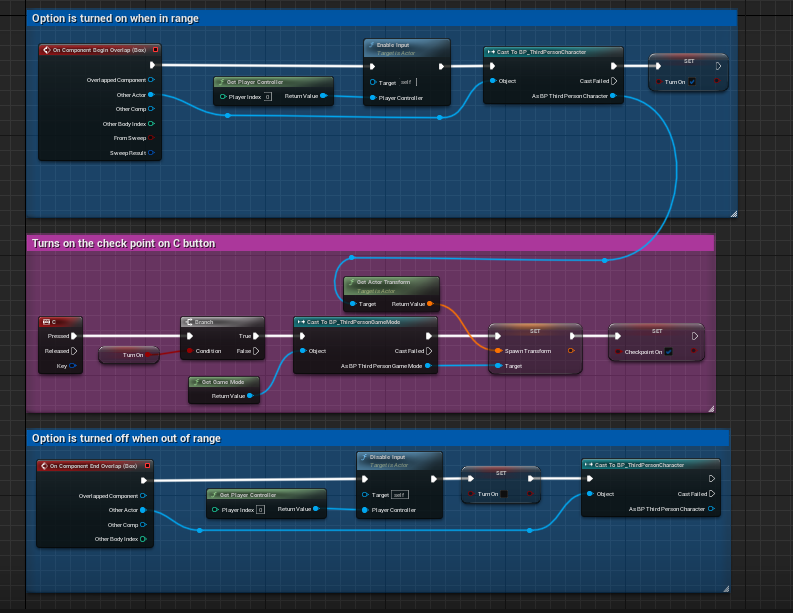 Option is turned on when in range
On Component Begin Overlap (Box)
Overlapped Component
Other Actor
Other Comp
Other Body Index
From Sweep
Sweep Result
Get Player Controller
Player Index 0
Return Value
Enable Input
Target is Actor
Target self
Player Controller
Cast To BP_ThirdPersonCharacter
Object
Cast Failed
As BP Third Person Character
SET
Turn On
Turns on the check point on C button
C
Pressed
Released
Key
Turn On
Branch
True
Condition
False
Get Game Mode
Return Value
Get Actor Transform
Target is Actor
Target
Return Value
Cast To BP_ThirdPersonGameMode
Object
Cast Failed
As BP Third Person Game Mode
SET
Spawn Transform
Target
SET
Checkpoint On
Option is turned off when out of range
On Component End Overlap (Box)
Overlapped Component
Other Actor
Other Comp
Other Body Index
Get Player Controller
Player Index 0
Return Value
Disable Input
Target is Actor
Target self
Player Controller
SET
Turn On
Cast To BP_ThirdPersonCharacter
Object
Cast Failed
As BP Third Person Character